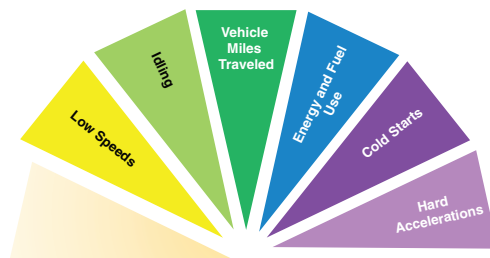 Low Speeds
Idling
Vehicle
Miles
Traveled
Energy and Fuel
Use
Cold Starts
Hard
Accelerations